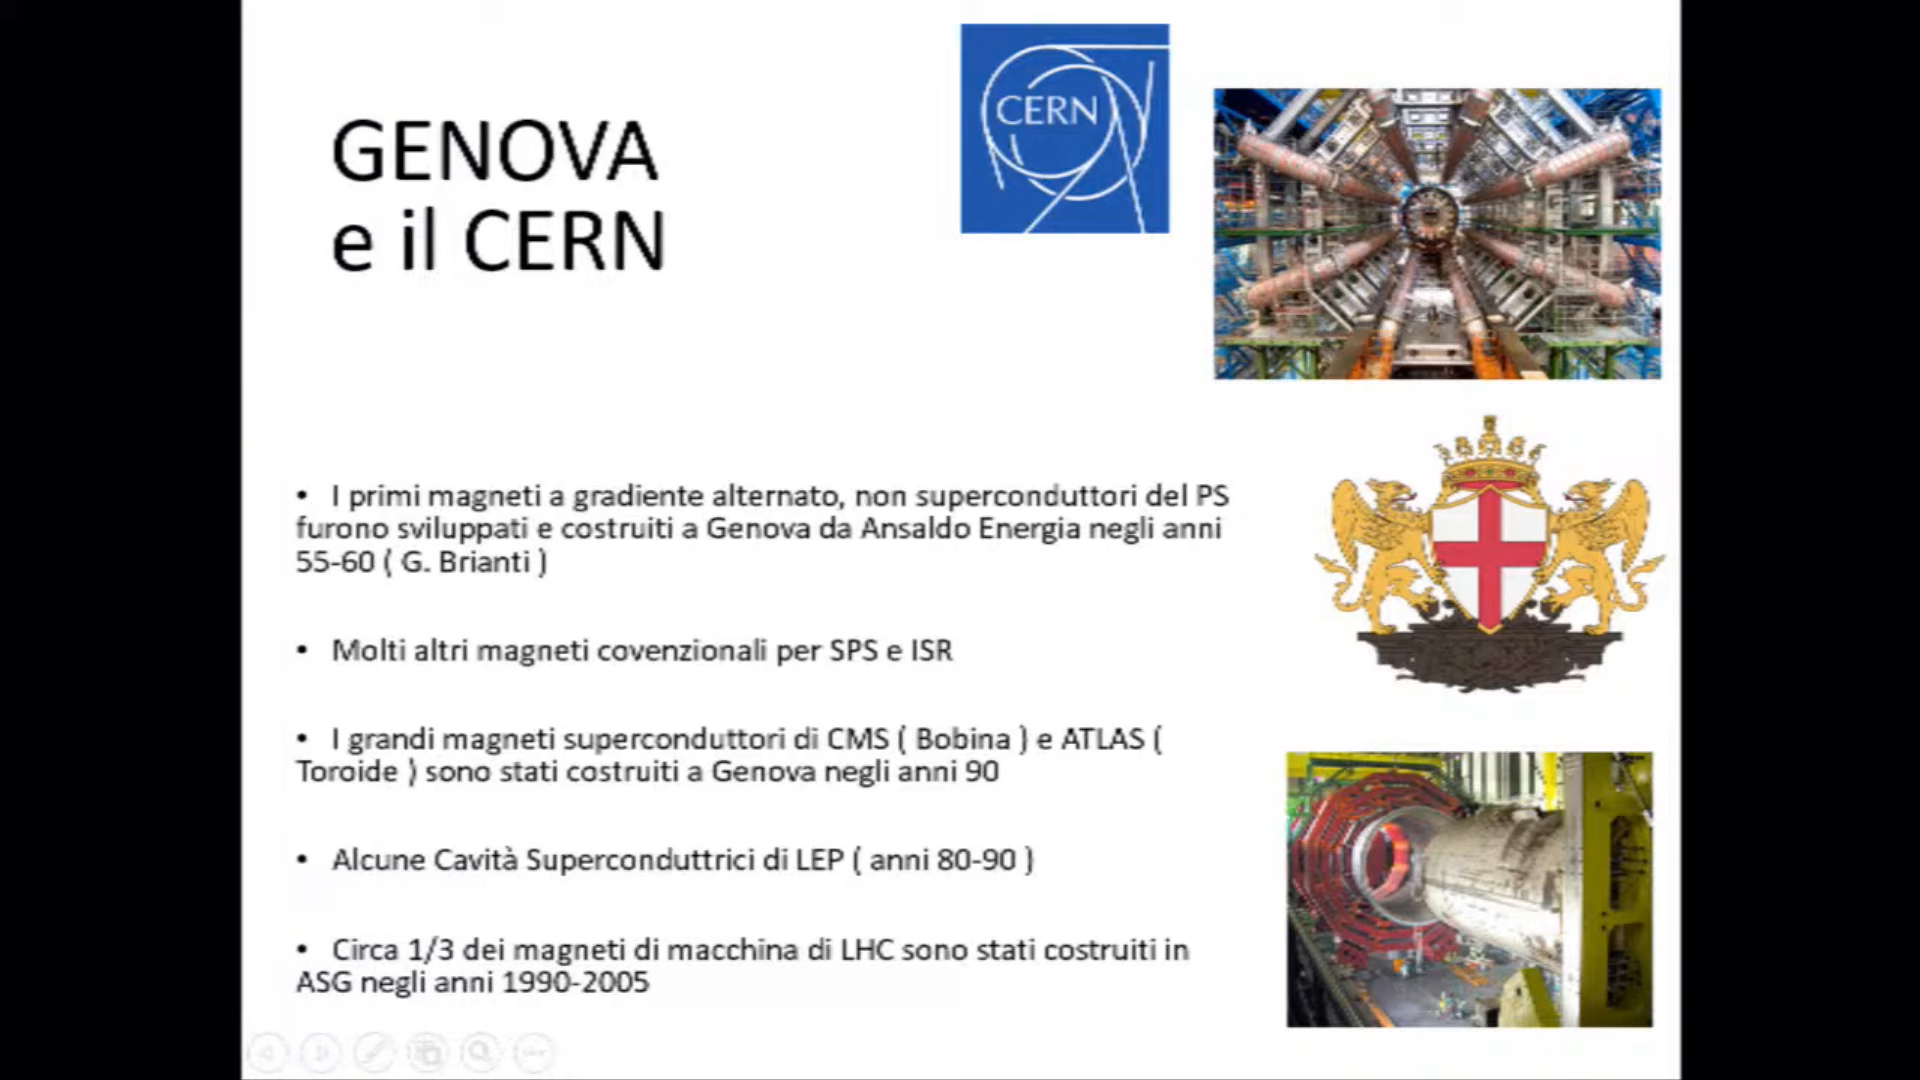 GENOVA
e il CERN
CERN
• I primi magneti a gradiente alternato, non superconduttori del PS
furono sviluppati e costruiti a Genova da Ansaldo Energia negli anni
55-60 ( G. Brianti )
• Molti altri magneti covenzionali per SPS e ISR
• I grandi magneti superconduttori di CMS ( Bobina ) e ATLAS (
Toroide ) sono stati costruiti a Genova negli anni 90
• Alcune Cavità Superconduttrici di LEP ( anni 80-90 )
• Circa 1/3 dei magneti di macchina di LHC sono stati costruiti in
ASG negli anni 1990-2005